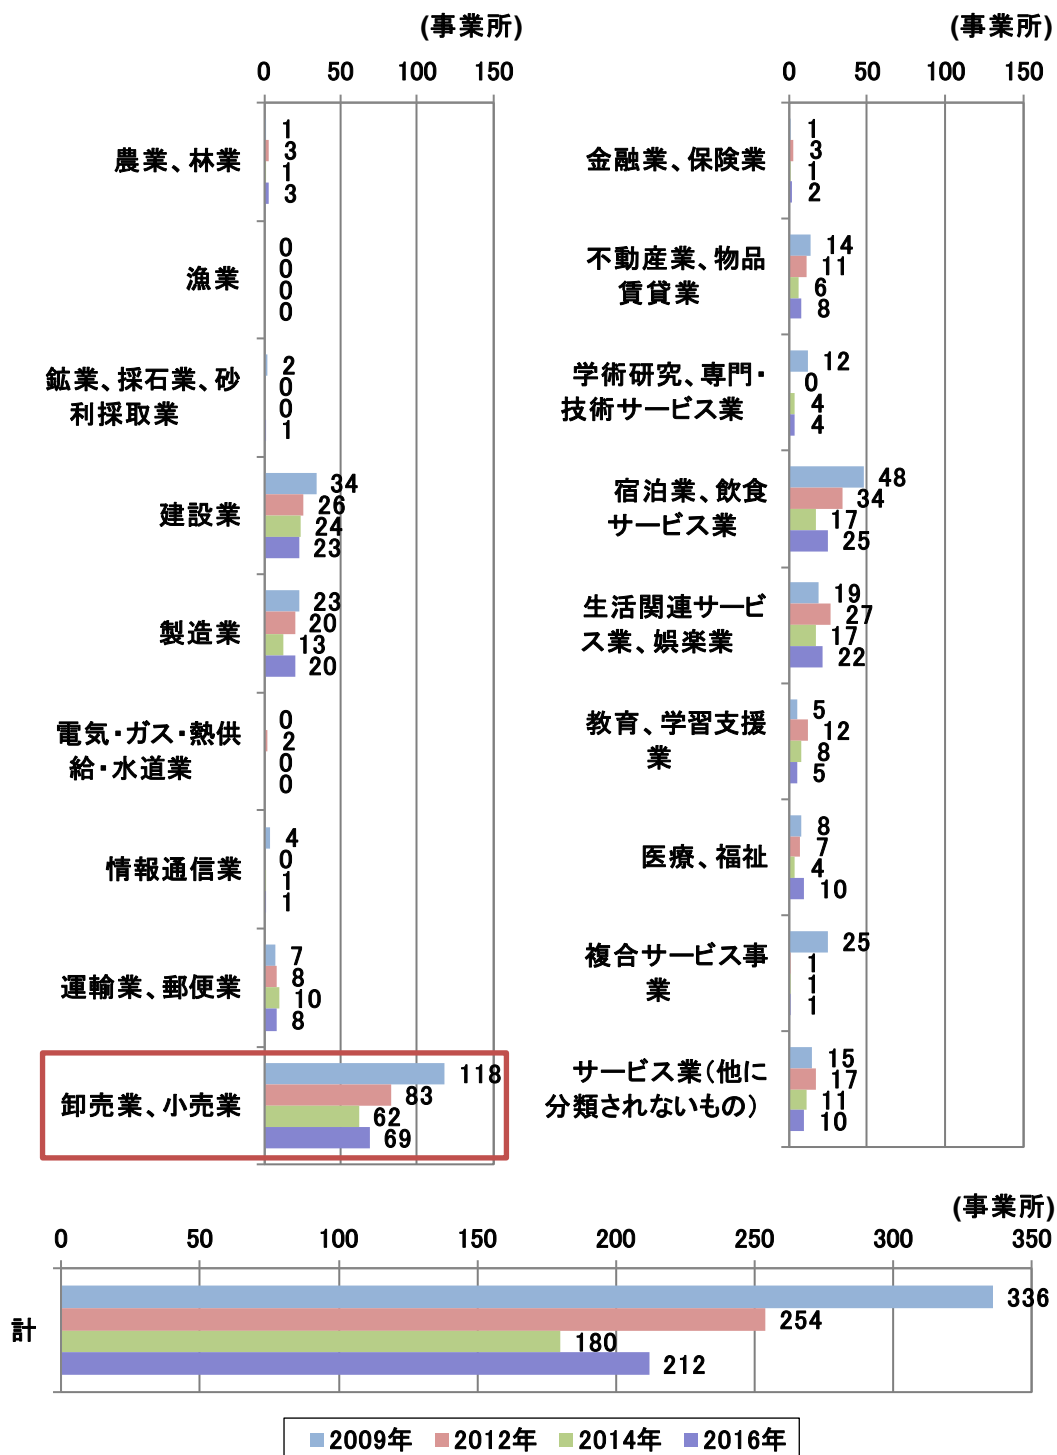 (事業所)
0 50 100 150
農業、林業
1
3
1
3
漁業
0
0
0
0
鉱業、採石業、砂
利採取業
2
0
0
1
建設業
34
26
24
23
製造業
23
20
13
20
電気・ガス・熱供
給・水道業
0
2
0
0
情報通信業
4
0
1
1
運輸業、郵便業
7
8
10
8
卸売業、小売業
118
83
62
69
(事業所)
0 50 100 150
金融業、保険業
1
3
1
2
不動産業、物品
賃貸業
14
11
6
8
学術研究、専門・
技術サービス業
12
0
4
4
宿泊業、飲食
サービス業
48
34
17
25
生活関連サービ
ス業、娯楽業
19
27
17
22
教育、学習支援
業
5
12
8
5
医療、福祉
8
7
4
10
複合サービス事
業
25
1
1
1
サービス業（他に
分類されないもの）
15
17
11
10
(事業所)
0 50 100 150 200 250 300 350
計
336
254
180
212
2009年 2012年 2014年 2016年